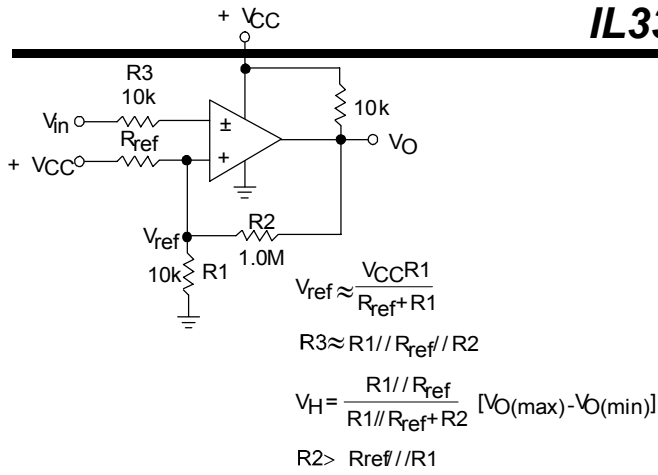 + VCC
IL33
R3
10k
10k
Vin
±
VO
Rref
+ VCC
+
R2
Vref
1.0M
10k R1
Vref ≈ VCCR1
Rref+R1
R3≈R1//Rref//R2
VH = R1//Rref [VO(max)-VO(min)]
R1//Rref+R2
R2> Rref//R1